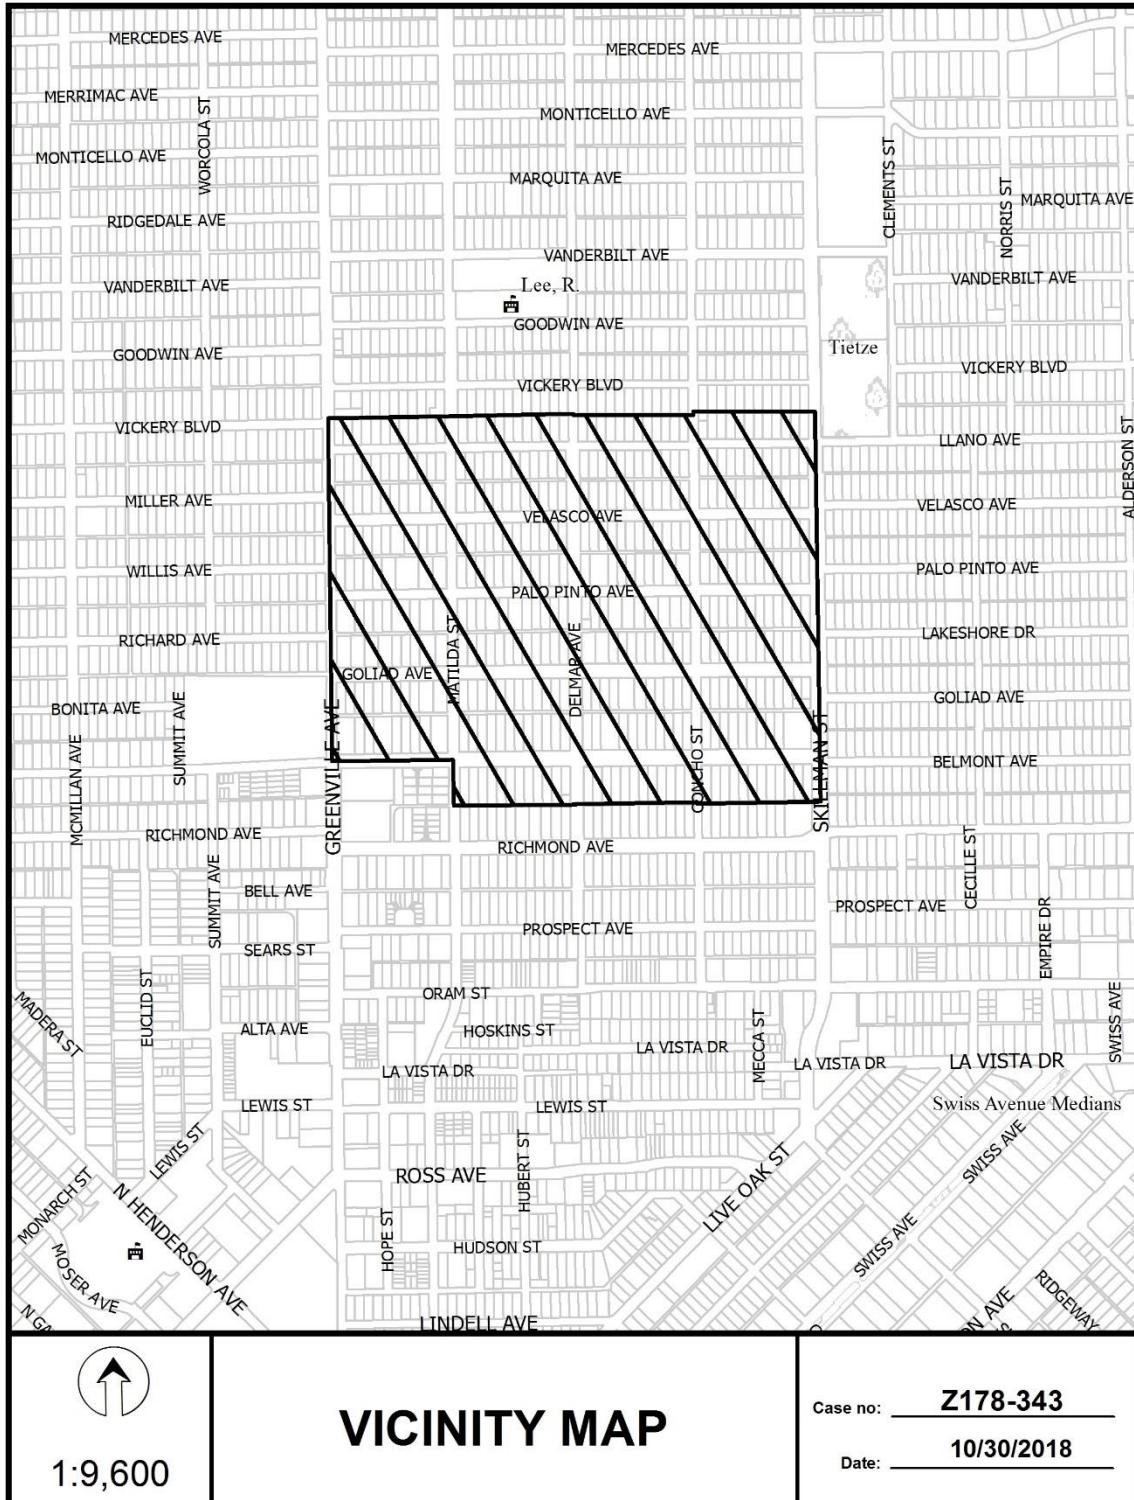 MERCEDES AVE
MERCEDES AVE
MERRIMAC AVE
MONTICELLO AVE
WORCOLA ST
MONTICELLO AVE
CLEMENTS ST
MARQUITA AVE
NORRIS ST
MARQUITA AVE
RIDGEDALE AVE
VANDERBILT AVE
VANDERBILT AVE
VANDERBILT AVE
Lee, R.
GOODWIN AVE
Tietze
GOODWIN AVE
VICKERY BLVD
VICKERY BLVD
VICKERY BLVD
LLANO AVE
ALDERSON ST
MILLER AVE
VELASCO AVE
VELASCO AVE
WILLIS AVE
PALO PINTO AVE
PALO PINTO AVE
RICHARD AVE
MATILDA ST
DELMAR AVE
LAKESHORE DR
GOLIAD AVE
GOLIAD AVE
BONITA AVE
SUMMIT AVE
MCMILLAN AVE
GREENVILLE AVE
CONCHO ST
SKILLMAN ST
BELMONT AVE
RICHMOND AVE
RICHMOND AVE
CECILLE ST
SUMMIT AVE
BELL AVE
PROSPECT AVE
PROSPECT AVE
EMPIRE DR
SEARS ST
ORAM ST
EUCLID ST
MADERA ST
ALTA AVE
HOSKINS ST
LA VISTA DR
MECCA ST
LA VISTA DR
LA VISTA DR
SWISS AVE
LA VISTA DR
LEWIS ST
LEWIS ST
Swiss Avenue Medians
LEWIS ST
HUBERT ST
ROSS AVE
LIVE OAK ST
SWISS AVE
MONARCH ST
N HENDERSON AVE
HOPE ST
HUDSON ST
SWISS AVE
MOSER AVE
RIDGEWAY
N GA
LINDELL AVE
ON AVE
1:9,600
VICINITY MAP
Case no: Z178-343
Date: 10/30/2018